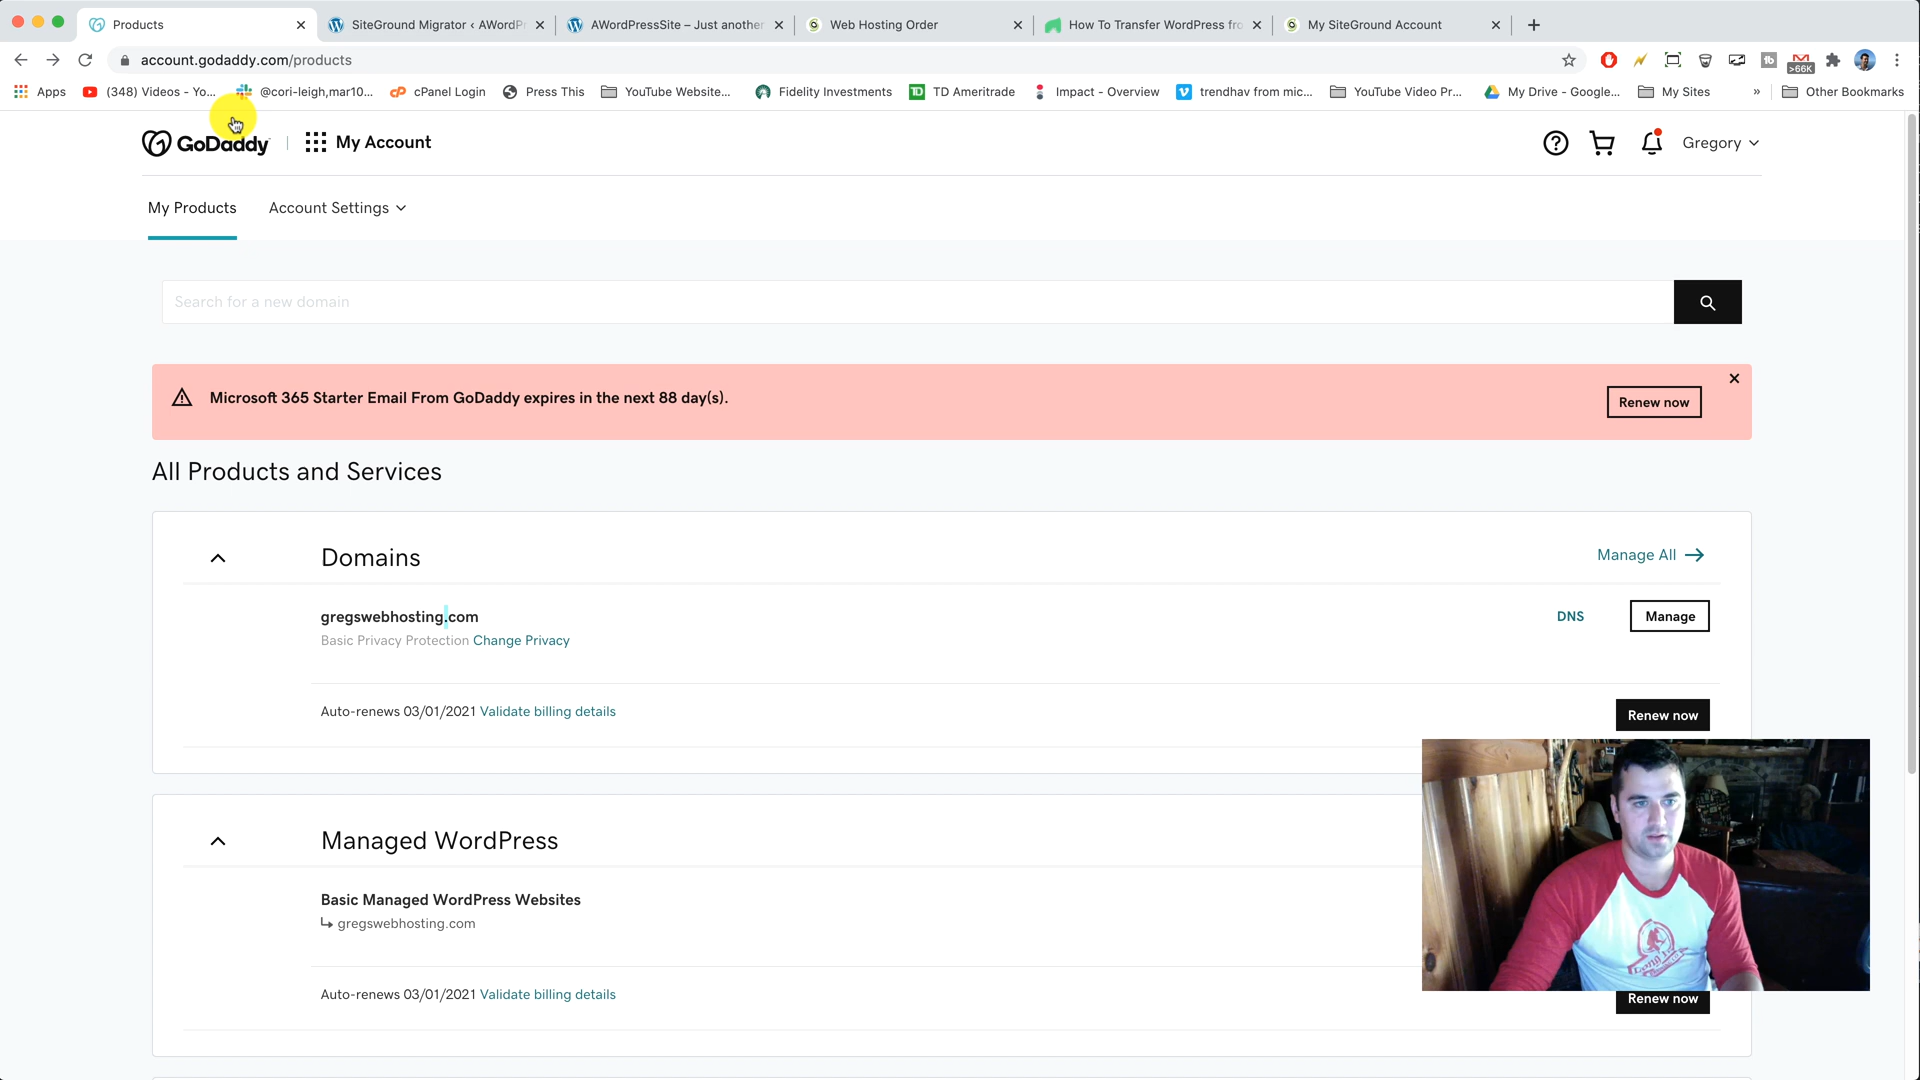 Products
SiteGround Migrator ‹ AWordPr
AWordPressSite – Just another
Web Hosting Order
How To Transfer WordPress fro
My SiteGround Account
account.godaddy.com/products
>66K
Apps
(348) Videos - Yo...
@cori-leigh,mar10...
cPanel Login
Press This
YouTube Website...
Fidelity Investments
TD Ameritrade
Impact - Overview
trendhav from mic...
YouTube Video Pr...
My Drive - Google...
My Sites
»
Other Bookmarks
GoDaddy
My Account
Gregory
My Products
Account Settings
Search for a new domain
Microsoft 365 Starter Email From GoDaddy expires in the next 88 day(s).
Renew now
All Products and Services
Domains
Manage All
gregswebhosting.com
DNS
Manage
Basic Privacy Protection Change Privacy
Auto-renews 03/01/2021 Validate billing details
Renew now
Managed WordPress
Basic Managed WordPress Websites
gregswebhosting.com
Auto-renews 03/01/2021 Validate billing details
Renew now